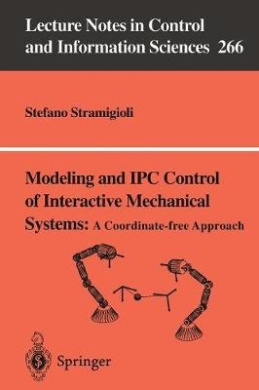 Lecture Notes in Control
and Information Sciences 266
Stefano Stramigioli
Modeling and IPC Control
of Interactive Mechanical
Systems: A Coordinate-free Approach
Springer